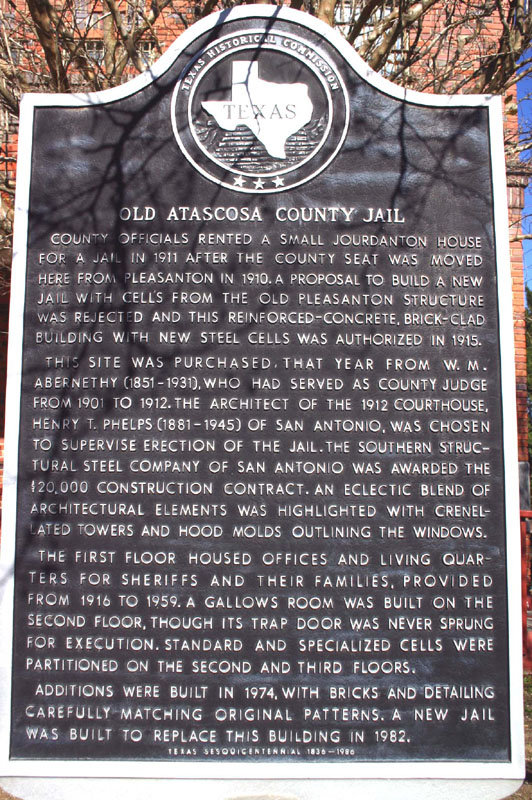 TEXAS HISTORICAL COMMISSION
TEXAS
OLD ATASCOSA COUNTY JAIL
COUNTY OFFICIALS RENTED A SMALL JOURDANTON HOUSE
FOR A JAIL IN 1911 AFTER THE COUNTY SEAT WAS MOVED
HERE FROM PLEASANTON IN 1910. A PROPOSAL TO BUILD A NEW
JAIL WITH CELLS FROM THE OLD PLEASANTON STRUCTURE
WAS REJECTED AND THIS REINFORCED-CONCRETE, BRICK-CLAD
BUILDING WITH NEW STEEL CELLS WAS AUTHORIZED IN 1915.
THIS SITE WAS PURCHASED THAT YEAR FROM W. M.
ABERNETHY (1851-1931), WHO HAD SERVED AS COUNTY JUDGE
FROM 1901 TO 1912. THE ARCHITECT OF THE 1912 COURTHOUSE,
HENRY T. PHELPS (1881-1945) OF SAN ANTONIO, WAS CHOSEN
TO SUPERVISE ERECTION OF THE JAIL. THE SOUTHERN STRUC-
TURAL STEEL COMPANY OF SAN ANTONIO WAS AWARDED THE
$20,000 CONSTRUCTION CONTRACT. AN ECLECTIC BLEND OF
ARCHITECTURAL ELEMENTS WAS HIGHLIGHTED WITH CRENEL-
LATED TOWERS AND HOOD MOLDS OUTLINING THE WINDOWS.
THE FIRST FLOOR HOUSED OFFICES AND LIVING QUAR-
TERS FOR SHERIFFS AND THEIR FAMILIES, PROVIDED
FROM 1916 TO 1959. A GALLOWS ROOM WAS BUILT ON THE
SECOND FLOOR, THOUGH ITS TRAP DOOR WAS NEVER SPRUNG
FOR EXECUTION. STANDARD AND SPECIALIZED CELLS WERE
PARTITIONED ON THE SECOND AND THIRD FLOORS.
ADDITIONS WERE BUILT IN 1974, WITH BRICKS AND DETAILING
CAREFULLY MATCHING ORIGINAL PATTERNS. A NEW JAIL
WAS BUILT TO REPLACE THIS BUILDING IN 1982.
TEXAS SESQUICENTENNIAL 1836-1986